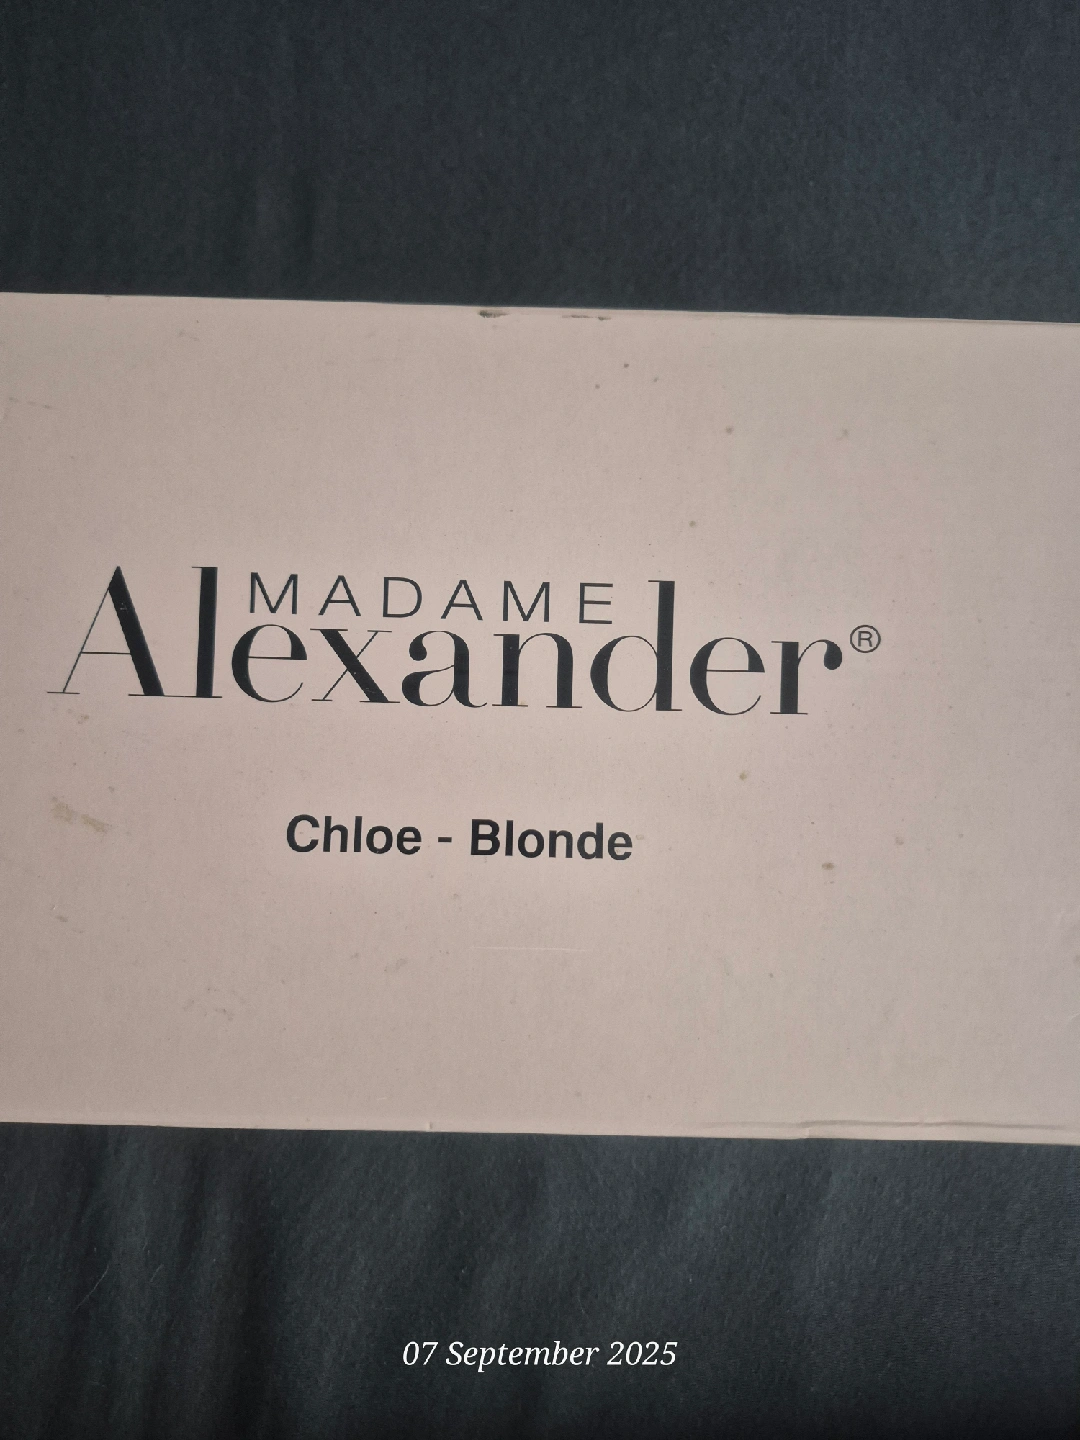 MADAME
Alexander®
Chloe - Blonde
07 September 2025